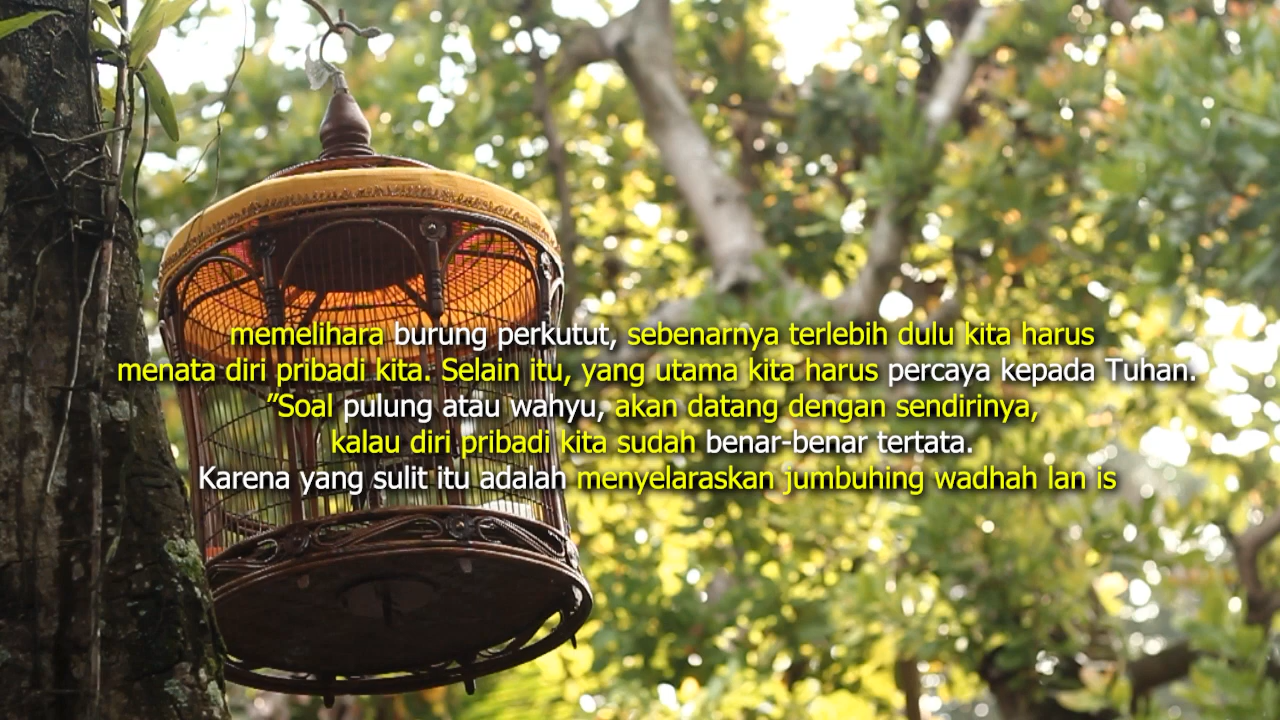 memelihara burung perkutut, sebenarnya terlebih dulu kita harus
menata diri pribadi kita. Selain itu, yang utama kita harus percaya kepada Tuhan.
”Soal pulung atau wahyu, akan datang dengan sendirinya,
kalau diri pribadi kita sudah benar-benar tertata.
Karena yang sulit itu adalah menyelaraskan jumbuhing wadhah lan is